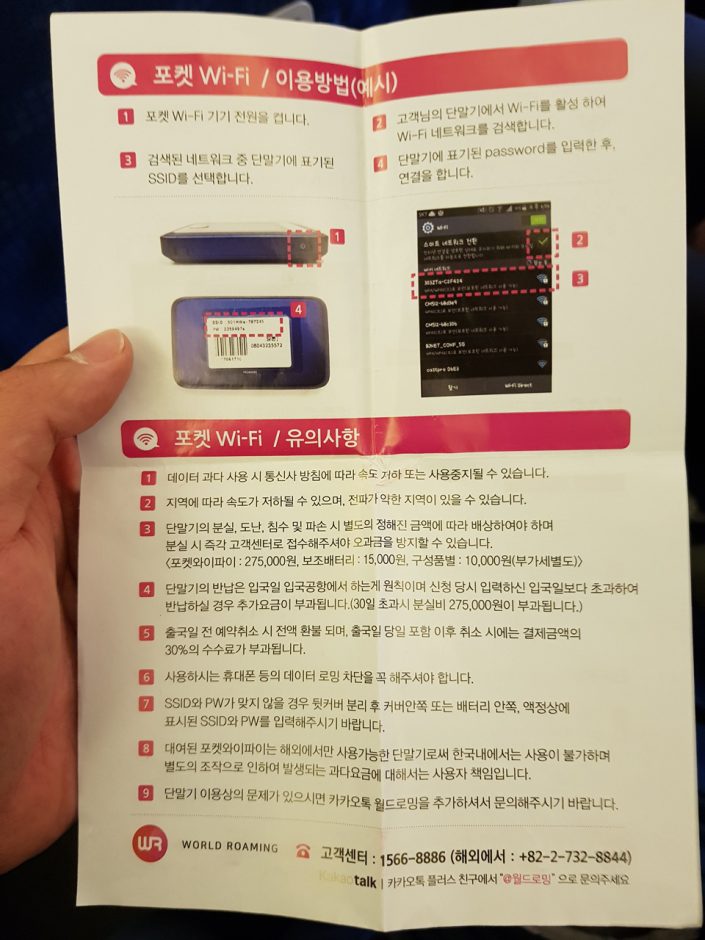 포켓 Wi-Fi / 이용방법(예시)
1 포켓 Wi-Fi 기기 전원을 켭니다.
2 고객님의 단말기에서 Wi-Fi를 활성 하여
Wi-Fi 네트워크를 검색합니다.
3 검색된 네트워크 중 단말기에 표기된
SSID를 선택합니다.
4 단말기에 표기된 password를 입력한 후,
연결을 합니다.
1
4
Wi-Fi
스마트 네트워크 전환
2
Wi-Fi 네트워크
303ZTa-C2F424
3
B2NET_CONF_5G
찾기 Wi-Fi Direct
포켓 Wi-Fi / 유의사항
1 데이터 과다 사용 시 통신사 방침에 따라 속도 저하 또는 사용중지될 수 있습니다.
2 지역에 따라 속도가 저하될 수 있으며, 전파가 약한 지역이 있을 수 있습니다.
3 단말기의 분실, 도난, 침수 및 파손 시 별도의 정해진 금액에 따라 배상하여야 하며
분실 시 즉각 고객센터로 접수해주셔야 오과금을 방지할 수 있습니다.
〈포켓와이파이 : 275,000원, 보조배터리 : 15,000원, 구성품별 : 10,000원(부가세별도)〉
4 단말기의 반납은 입국일 입국공항에서 하는게 원칙이며 신청 당시 입력하신 입국일보다 초과하여
반납하실 경우 추가요금이 부과됩니다.(30일 초과시 분실비 275,000원이 부과됩니다.)
5 출국일 전 예약취소 시 전액 환불 되며, 출국일 당일 포함 이후 취소 시에는 결제금액의
30%의 수수료가 부과됩니다.
6 사용하시는 휴대폰 등의 데이터 로밍 차단을 꼭 해주셔야 합니다.
7 SSID와 PW가 맞지 않을 경우 뒷커버 분리 후 커버안쪽 또는 배터리 안쪽, 액정상에
표시된 SSID와 PW를 입력해주시기 바랍니다.
8 대여된 포켓와이파이는 해외에서만 사용가능한 단말기로써 한국내에서는 사용이 불가하며
별도의 조작으로 인하여 발생되는 과다요금에 대해서는 사용자 책임입니다.
9 단말기 이용상의 문제가 있으시면 카카오톡 월드로밍을 추가하셔서 문의해주시기 바랍니다.
WR WORLD ROAMING 고객센터 : 1566-8886 (해외에서 : +82-2-732-8844)
Kakaotalk | 카카오톡 플러스 친구에서 "@월드로밍" 으로 문의주세요